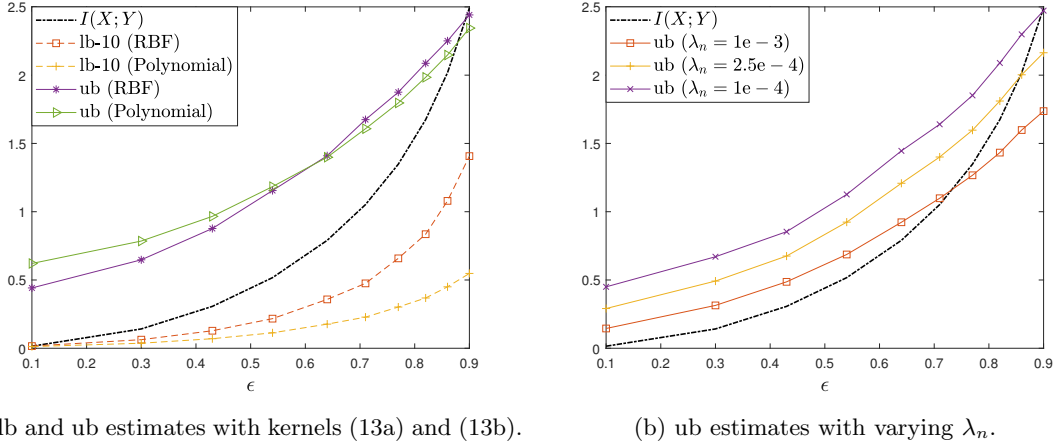 2.5
2
1.5
1
0.5
0
0.1 0.2 0.3 0.4 0.5 0.6 0.7 0.8 0.9
ϵ
I(X; Y)
lb-10 (RBF)
lb-10 (Polynomial)
ub (RBF)
ub (Polynomial)
2.5
2
1.5
1
0.5
0
0.1 0.2 0.3 0.4 0.5 0.6 0.7 0.8 0.9
ϵ
I(X; Y)
ub (λₙ = 1e − 3)
ub (λₙ = 2.5e − 4)
ub (λₙ = 1e − 4)
lb and ub estimates with kernels (13a) and (13b).
(b) ub estimates with varying λₙ.